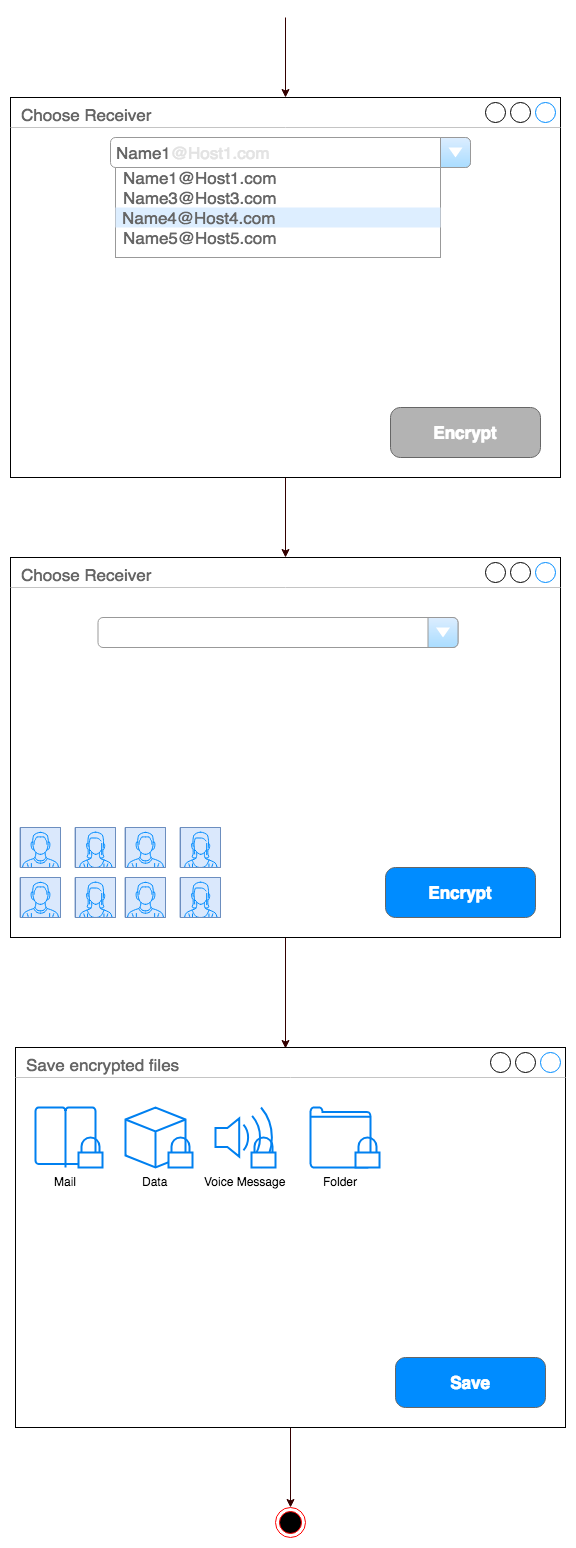 Choose Receiver
Name1@Host1.com
Name1@Host1.com
Name3@Host3.com
Name4@Host4.com
Name5@Host5.com
Encrypt
Choose Receiver
Encrypt
Save encrypted files
Mail Data Voice Message Folder
Save